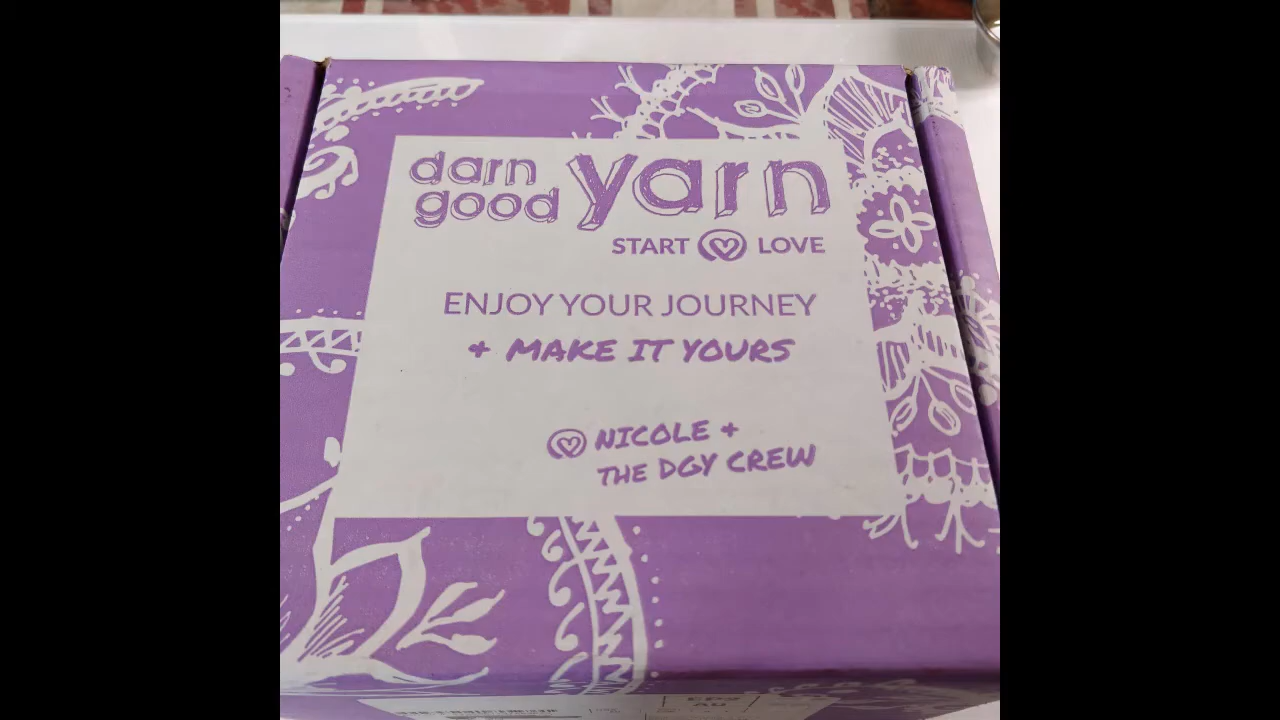 darn good yarn
START LOVE
ENJOY YOUR JOURNEY
+ MAKE IT YOURS
NICOLE +
THE DGY CREW